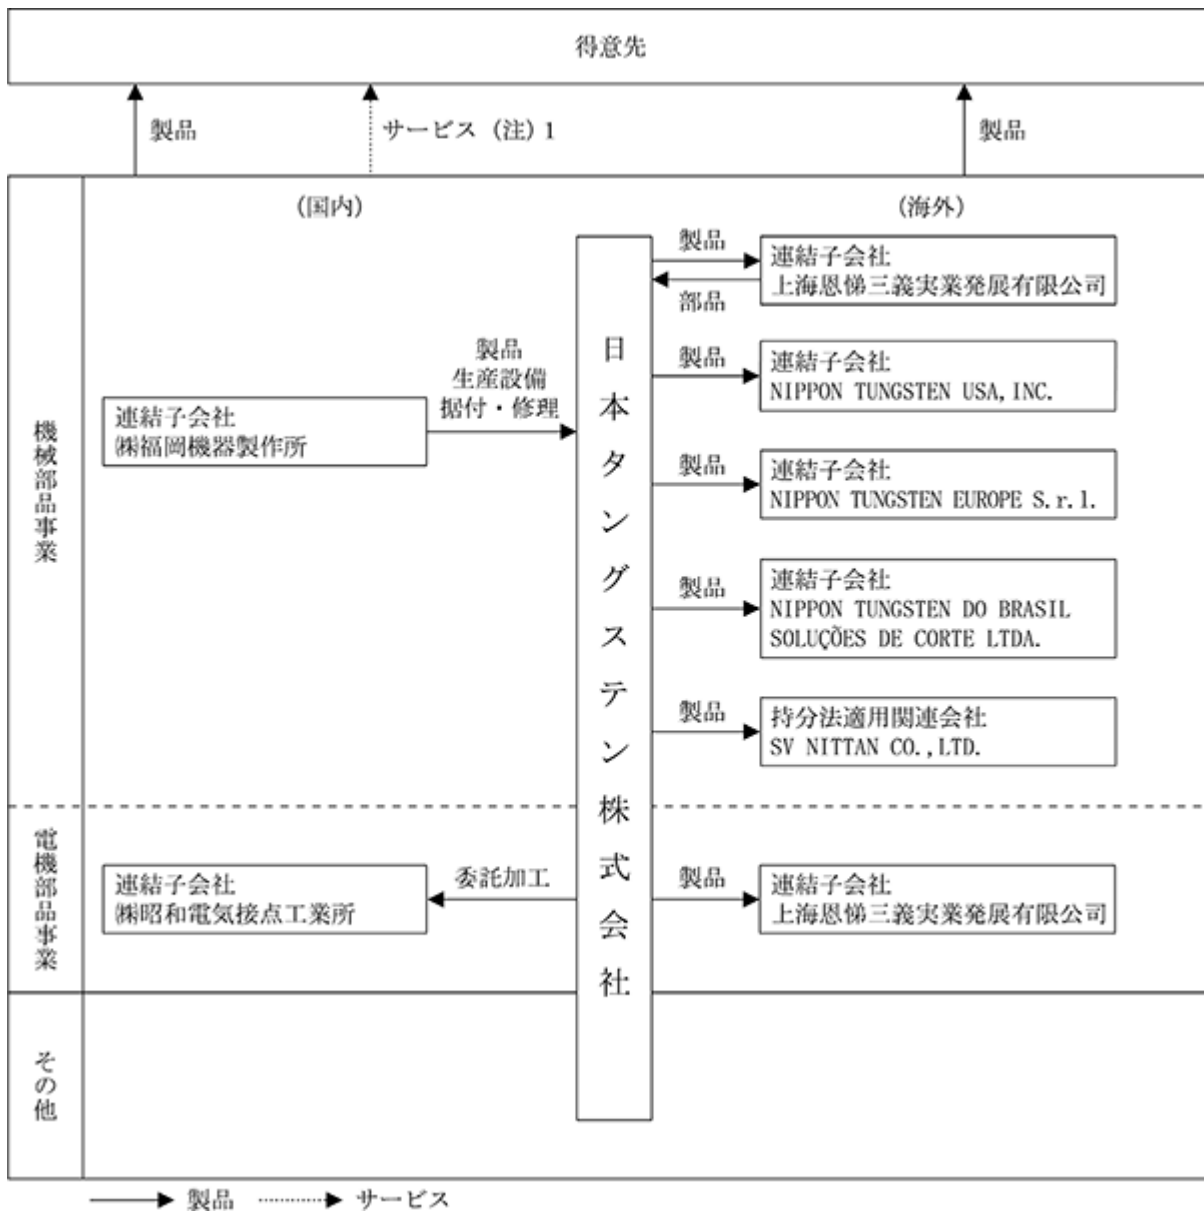 得意先
製品
サービス (注) 1
製品
機械部品事業
(国内)
(海外)
連結子会社
㈱福岡機器製作所
製品
生産設備
据付・修理
日本タングステン株式会社
製品
部品
連結子会社
上海恩悌三義実業発展有限公司
製品
連結子会社
NIPPON TUNGSTEN USA,INC.
製品
連結子会社
NIPPON TUNGSTEN EUROPE S.r.l.
製品
連結子会社
NIPPON TUNGSTEN DO BRASIL
SOLUÇÕES DE CORTE LTDA.
製品
持分法適用関連会社
SV NITTAN CO.,LTD.
電機部品事業
連結子会社
㈱昭和電気接点工業所
委託加工
製品
連結子会社
上海恩悌三義実業発展有限公司
その他
製品
サービス